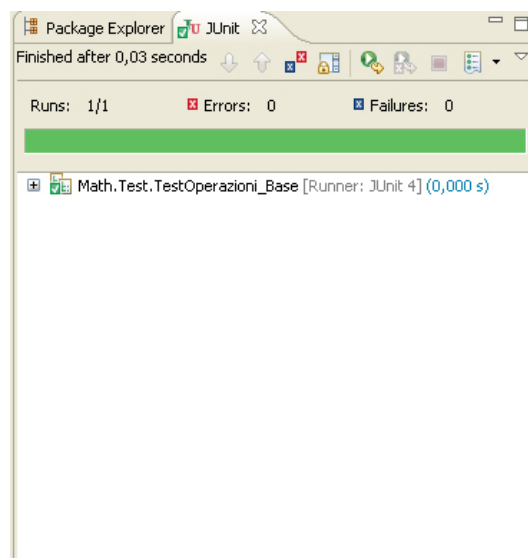 Package Explorer JUnit
Finished after 0,03 seconds
Runs: 1/1 Errors: 0 Failures: 0
Math.Test.TestOperazioni_Base [Runner: JUnit 4] (0,000 s)